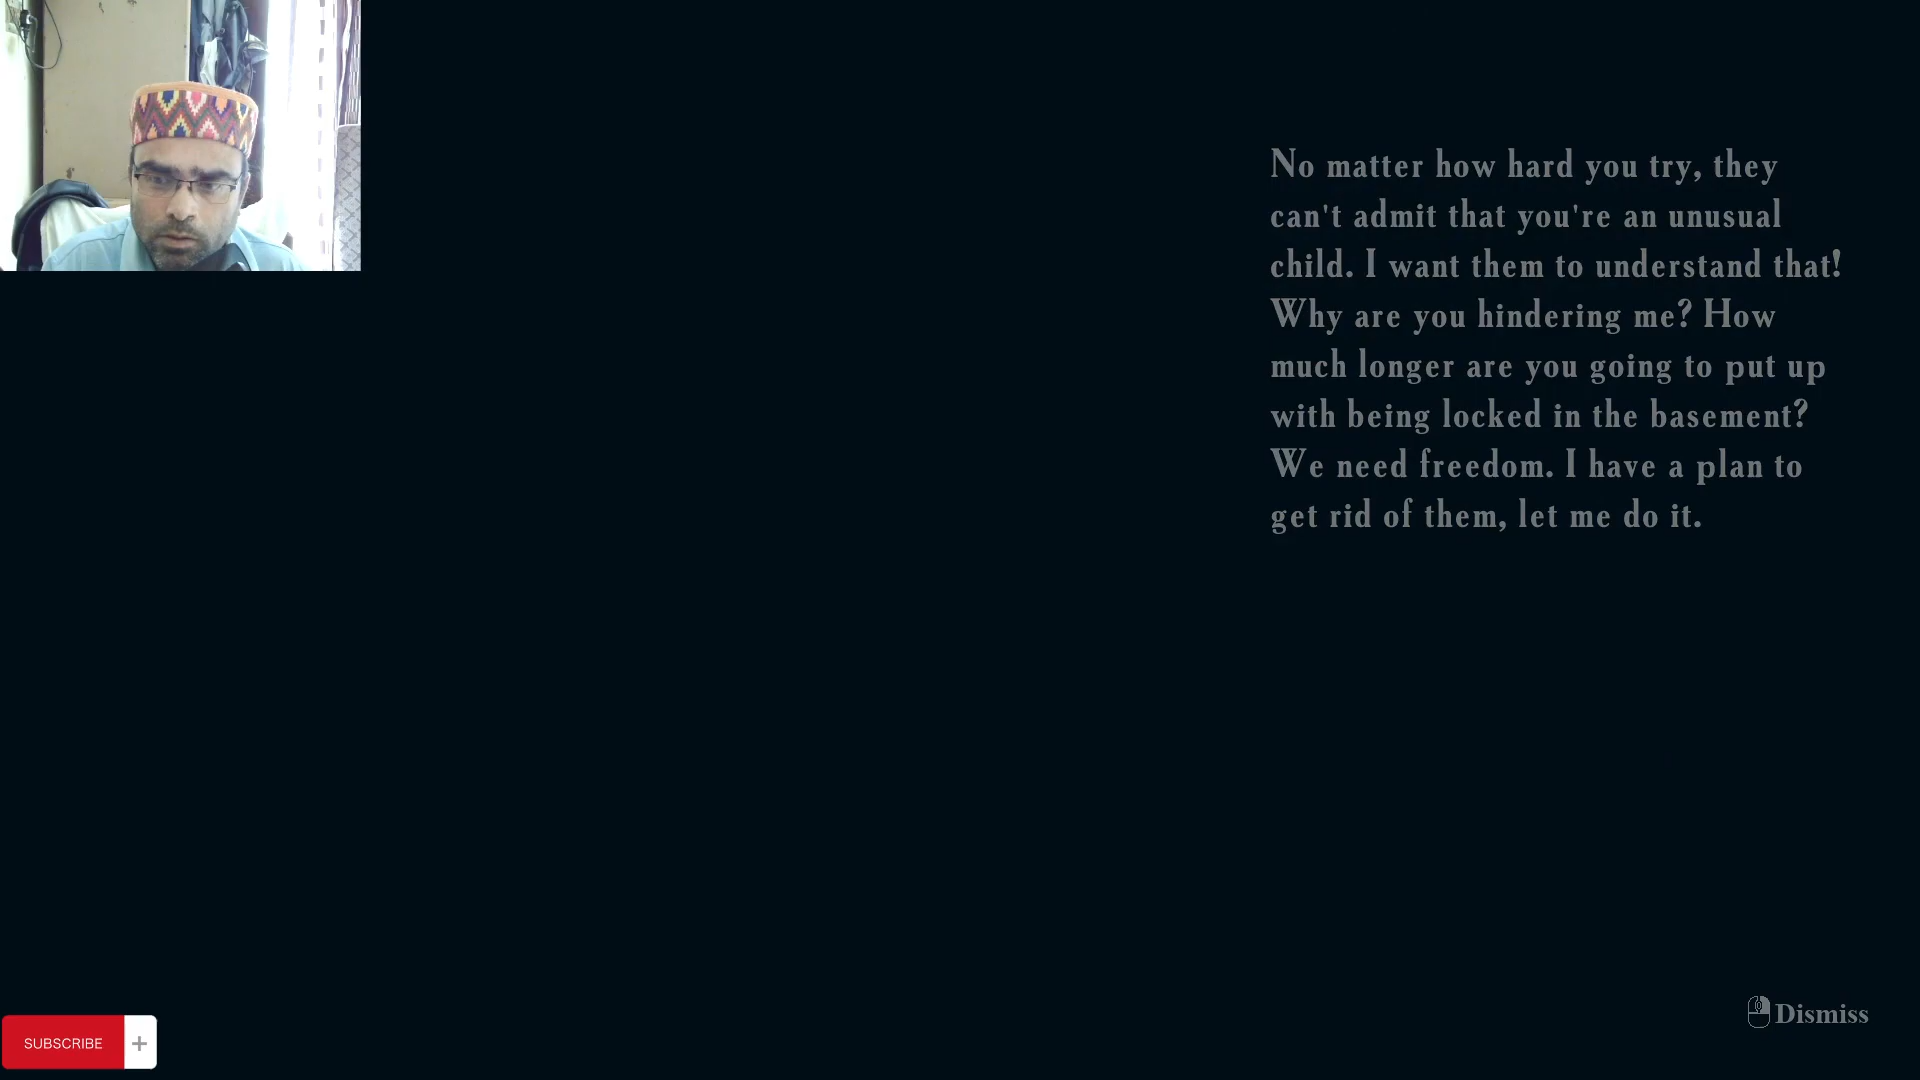 No matter how hard you try, they
can't admit that you're an unusual
child. I want them to understand that!
Why are you hindering me? How
much longer are you going to put up
with being locked in the basement?
We need freedom. I have a plan to
get rid of them, let me do it.
Dismiss
SUBSCRIBE +